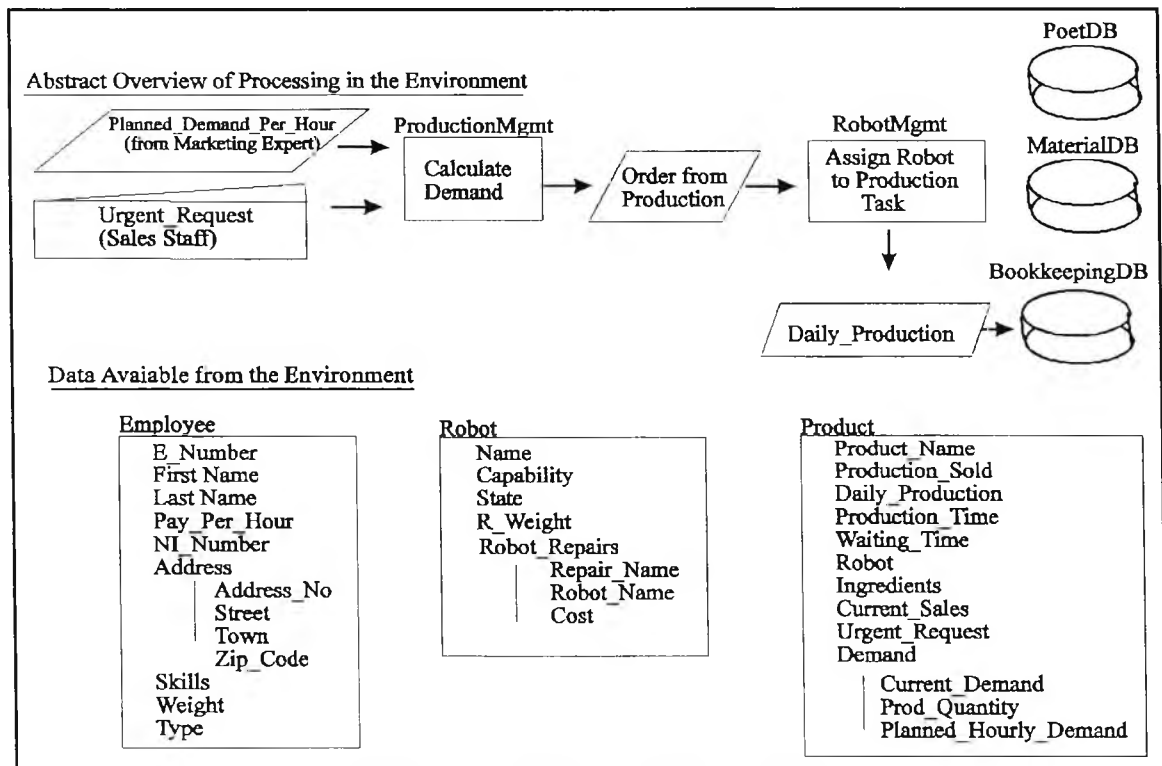 PoetDB
Abstract Overview of Processing in the Environment
Planned_Demand_Per_Hour
(from Marketing Expert)
ProductionMgmt
Calculate
Demand
Order from
Production
RobotMgmt
Assign Robot
to Production
Task
MaterialDB
Urgent_Request
(Sales Staff)
BookkeepingDB
Daily_Production
Data Avaiable from the Environment
Employee
E_Number
First Name
Last Name
Pay_Per_Hour
NI_Number
Address
Address_No
Street
Town
Zip_Code
Skills
Weight
Type
Robot
Name
Capability
State
R_Weight
Robot_Repairs
Repair_Name
Robot_Name
Cost
Product
Product_Name
Production_Sold
Daily_Production
Production_Time
Waiting_Time
Robot
Ingredients
Current_Sales
Urgent_Request
Demand
Current_Demand
Prod_Quantity
Planned_Hourly_Demand